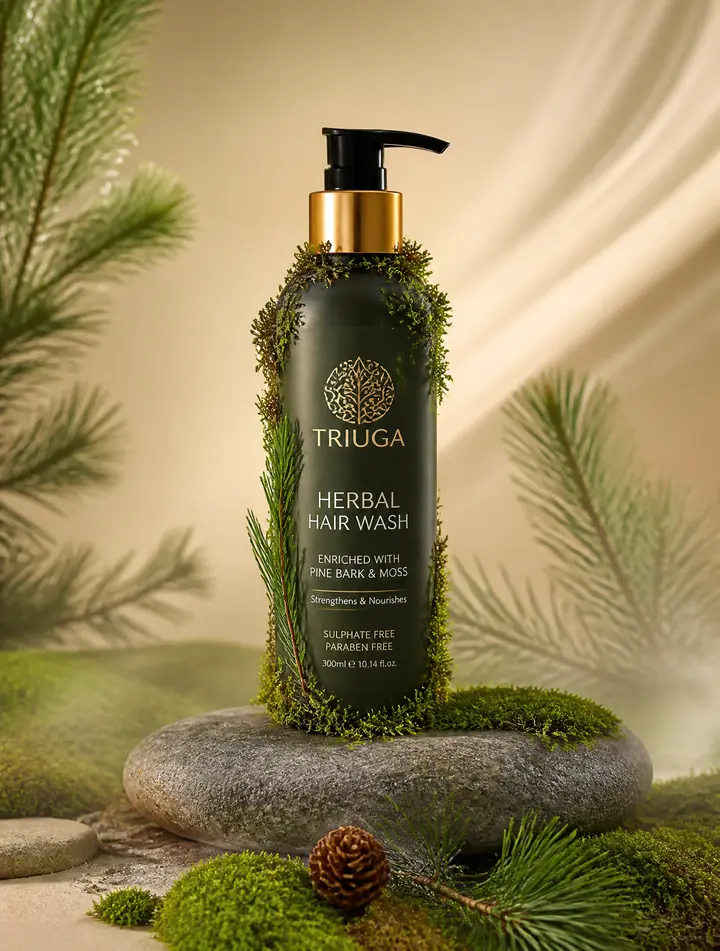 TRIUGA
HERBAL
HAIR WASH
ENRICHED WITH
PINE BARK & MOSS
Strengthens & Nourishes
SULPHATE FREE
PARABEN FREE
300ml ℮ 10.14 fl.oz.